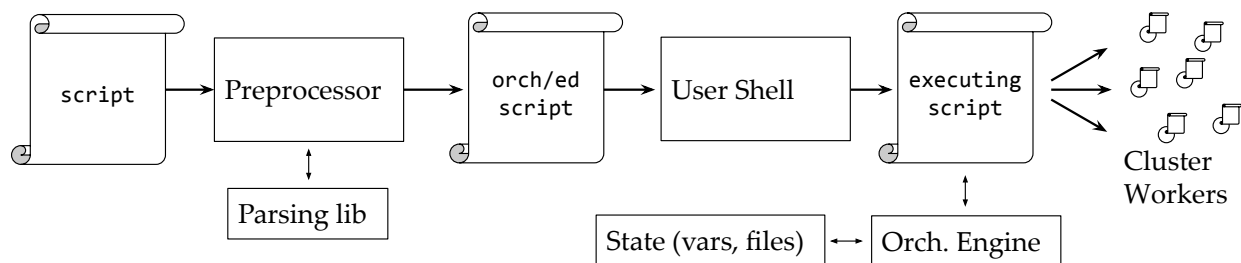 script
Preprocessor
orch/ed
script
User Shell
executing
script
Cluster
Workers
Parsing lib
State (vars, files)
Orch. Engine